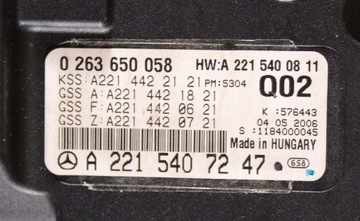 0 263 650 058 HW:A 221 540 08 11
KSS:A221 442 21 21 PM:5304 Q02
GSS A:A221 442 18 21
GSS F:A221 442 06 21 K :576443
GSS Z:A221 442 07 21 04 05 2006
S :1184000045
Made in HUNGARY
A 221 540 72 47 658